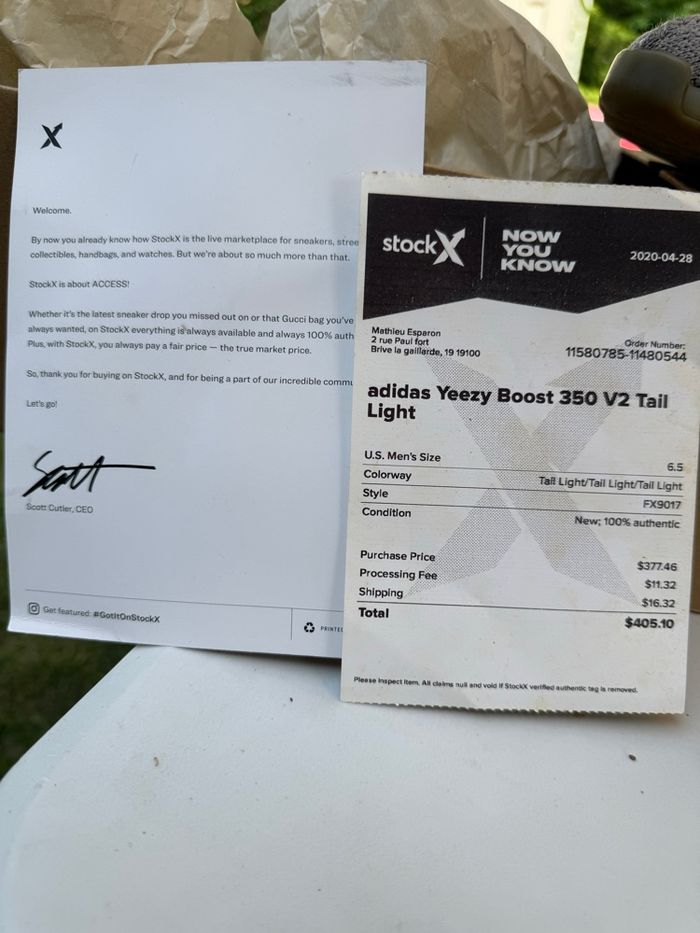 X
Welcome.
By now you already know how StockX is the live marketplace for sneakers,
collectibles, handbags, and watches. But we're about so much more than that.
StockX is about ACCESS!
Whether it's the latest sneaker drop you missed out on or that Gucci bag you've
always wanted, on StockX everything is always available and always 100%
Plus, with StockX, you always pay a fair price — the true market price.
So, thank you for buying on StockX, and for being a part of our incredible
Let's go!
Scott
Scott Cutler, CEO
Get featured: #GotItOnStockX
stockX
NOW
YOU
KNOW
2020-04-28
Mathieu Esparon
2 rue Paul fort
Brive la gaillarde, 19 19100
Order Number:
11580785-11480544
adidas Yeezy Boost 350 V2 Tail
Light
U.S. Men's Size 6.5
Colorway Tail Light/Tail Light/Tail Light
Style FX9017
Condition New; 100% authentic
Purchase Price $377.46
Processing Fee $11.32
Shipping $16.32
Total $405.10
Please inspect item. All claims null and void if StockX verified authentic tag is removed.